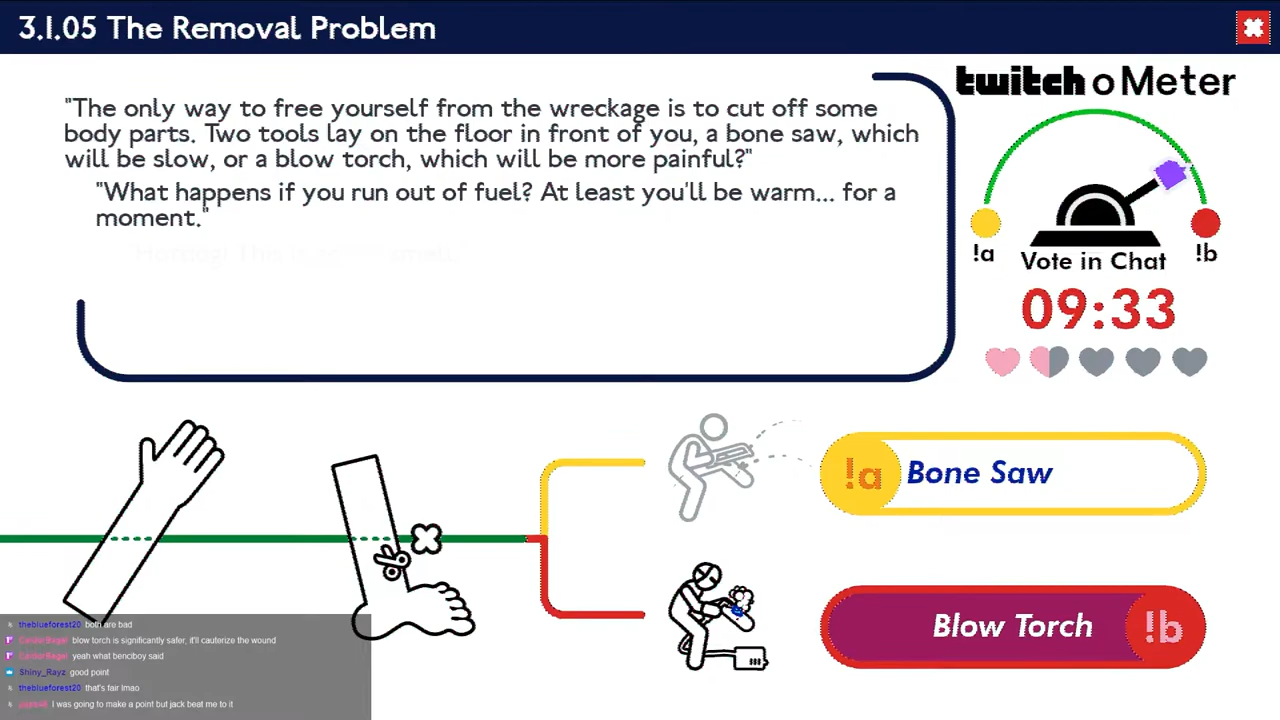 3.1.05 The Removal Problem
twitch o Meter
"The only way to free yourself from the wreckage is to cut off some
body parts. Two tools lay on the floor in front of you, a bone saw, which
will be slow, or a blow torch, which will be more painful?"
"What happens if you run out of fuel? At least you'll be warm... for a
moment."
!a
!b
Vote in Chat
09:33
!a Bone Saw
Blow Torch !b
theblueforest20 both are bad
blow torch is significantly safer, it'll cauterize the wound
yeah what benciboy said
Shiny_Rayz good point
theblueforest20 that's fair lmao
I was going to make a point but jack beat me to it